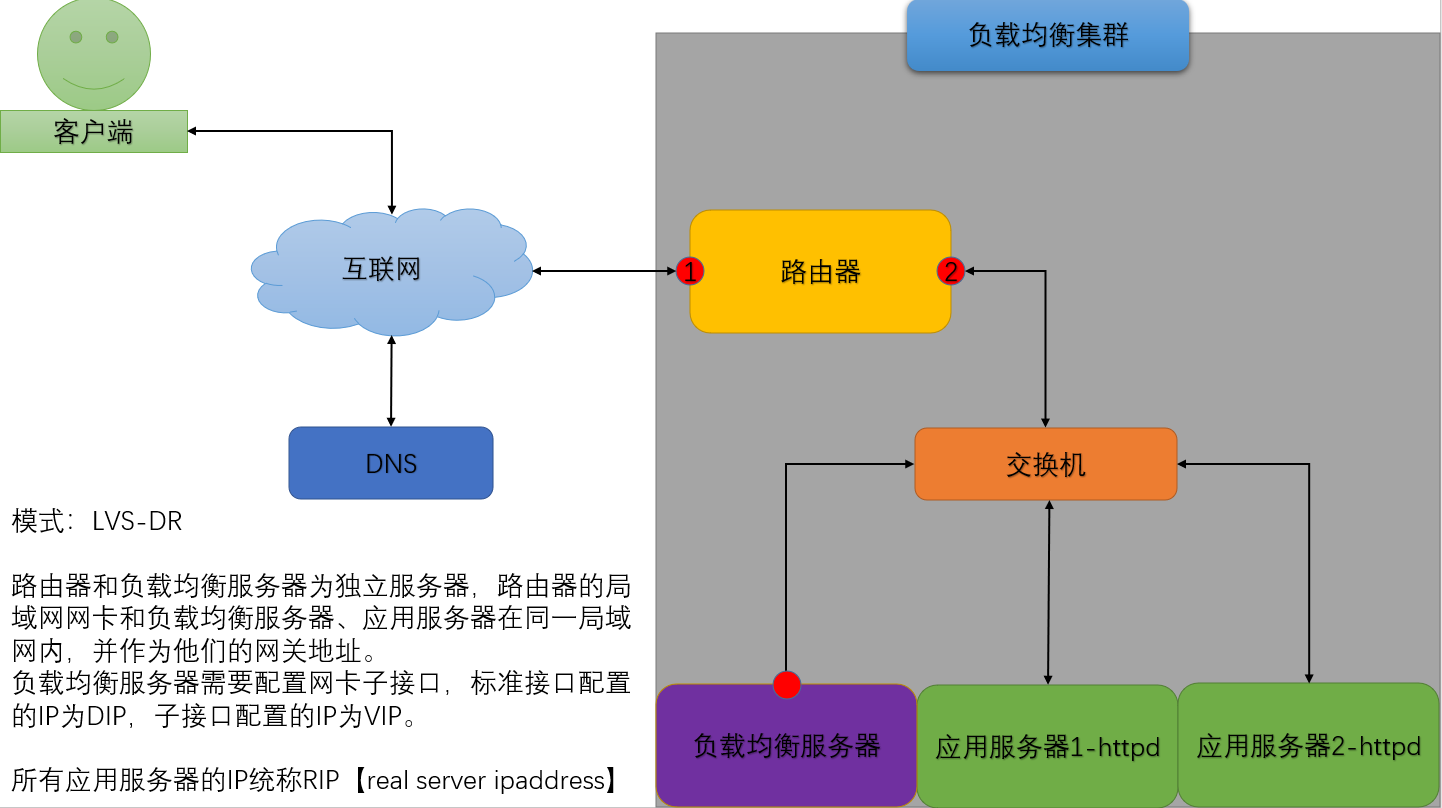 负载均衡集群
客户端
互联网
1
路由器
2
DNS
交换机
模式：LVS-DR
路由器和负载均衡服务器为独立服务器，路由器的局
域网网卡和负载均衡服务器、应用服务器在同一局域
网内，并作为他们的网关地址。
负载均衡服务器需要配置网卡子接口，标准接口配置
的IP为DIP，子接口配置的IP为VIP。
所有应用服务器的IP统称RIP【real server ipaddress】
负载均衡服务器
应用服务器1-httpd
应用服务器2-httpd